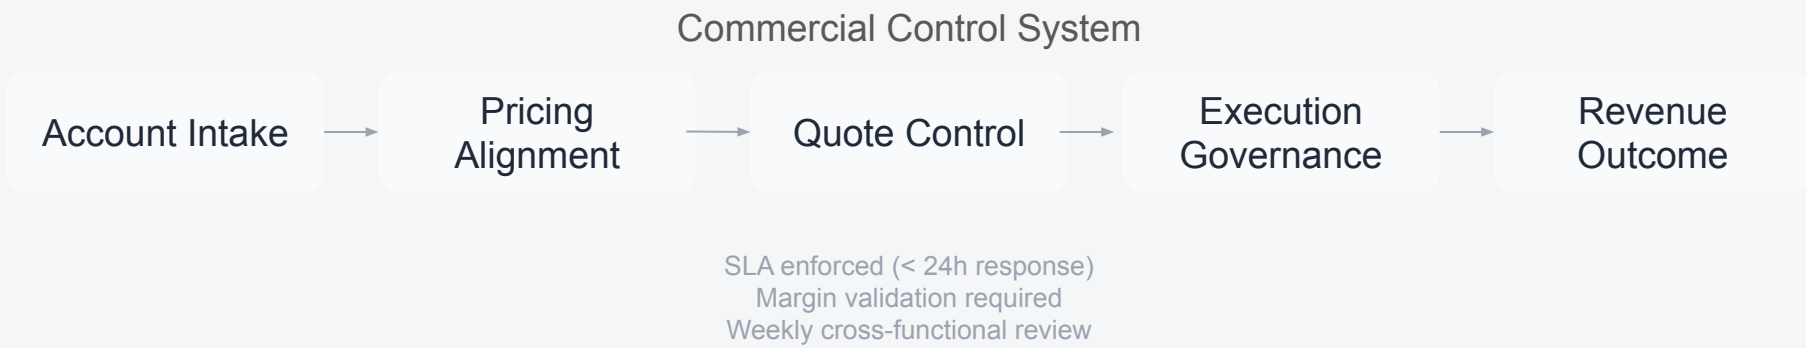 Commercial Control System
Account Intake
Pricing
Alignment
Quote Control
Execution
Governance
Revenue
Outcome
SLA enforced (< 24h response)
Margin validation required
Weekly cross-functional review